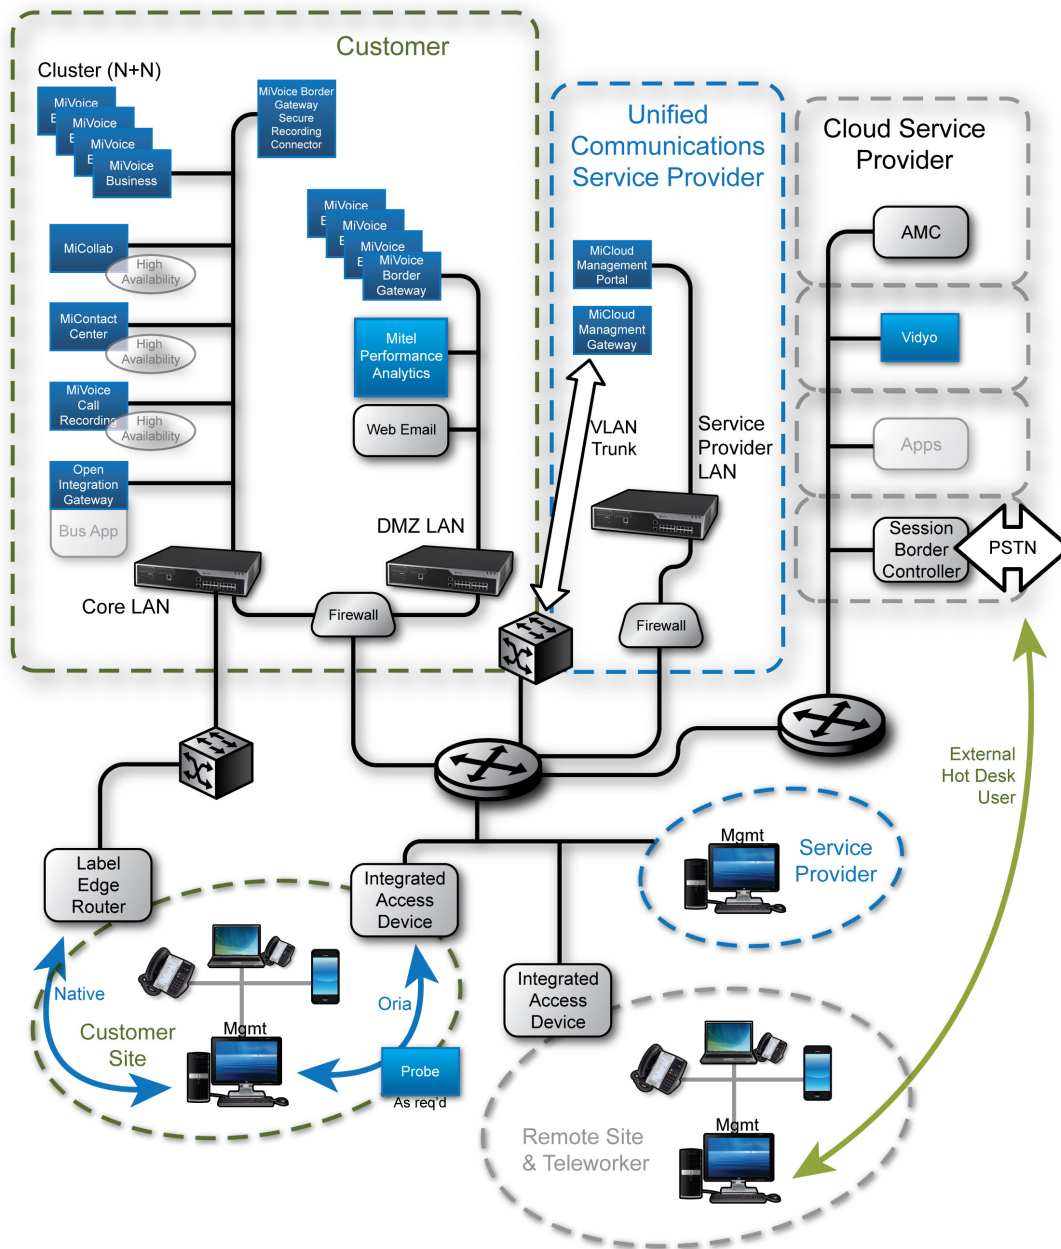 Customer
Cluster (N+N)
MiVoice
B
MiVoice
B
MiVoice
B
MiVoice
Business
MiVoice Border
Gateway
Secure
Recording
Connector
MiCollab
High
Availability
MiContact
Center
High
Availability
MiVoice
Call
Recording
High
Availability
Open
Integration
Gateway
Bus App
Core LAN
MiVoice
B
MiVoice
B
MiVoice
B
MiVoice
Border
Gateway
Mitel
Performance
Analytics
Web Email
DMZ LAN
Firewall
Unified
Communications
Service Provider
MiCloud
Management
Portal
MiCloud
Managment
Gateway
VLAN
Trunk
Service
Provider
LAN
Firewall
Cloud Service
Provider
AMC
Vidyo
Apps
Session
Border
Controller
PSTN
External
Hot Desk
User
Label
Edge
Router
Integrated
Access
Device
Mgmt
Service
Provider
Native
Oria
Customer
Site
Mgmt
Probe
As req'd
Integrated
Access
Device
Mgmt
Remote Site
& Teleworker